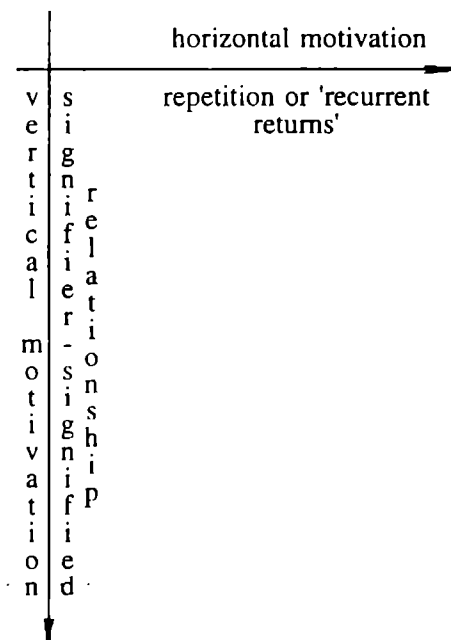 horizontal motivation
repetition or 'recurrent
returns'
vertical motivation
signifier-signified
relationship